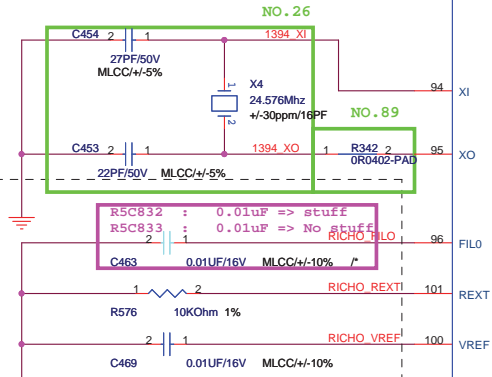 NO.26
C454 2 1 1394_XI
27PF/50V
MLCC/+/-5%
1
X4
24.576Mhz
+/-30ppm/16PF
2
94 XI
NO.89
C453 2 1 1394_XO 1 R342 2 95 XO
0R0402-PAD
22PF/50V MLCC/+/-5%
R5C832 : 0.01uF => stuff
R5C833 : 0.01uF => No stuff
2 1 RICHO_FILO 96 FIL0
C463 0.01UF/16V MLCC/+/-10% /*
1 2 RICHO_REXT 101 REXT
R576 10KOhm 1%
2 1 RICHO_VREF 100 VREF
C469 0.01UF/16V MLCC/+/-10%